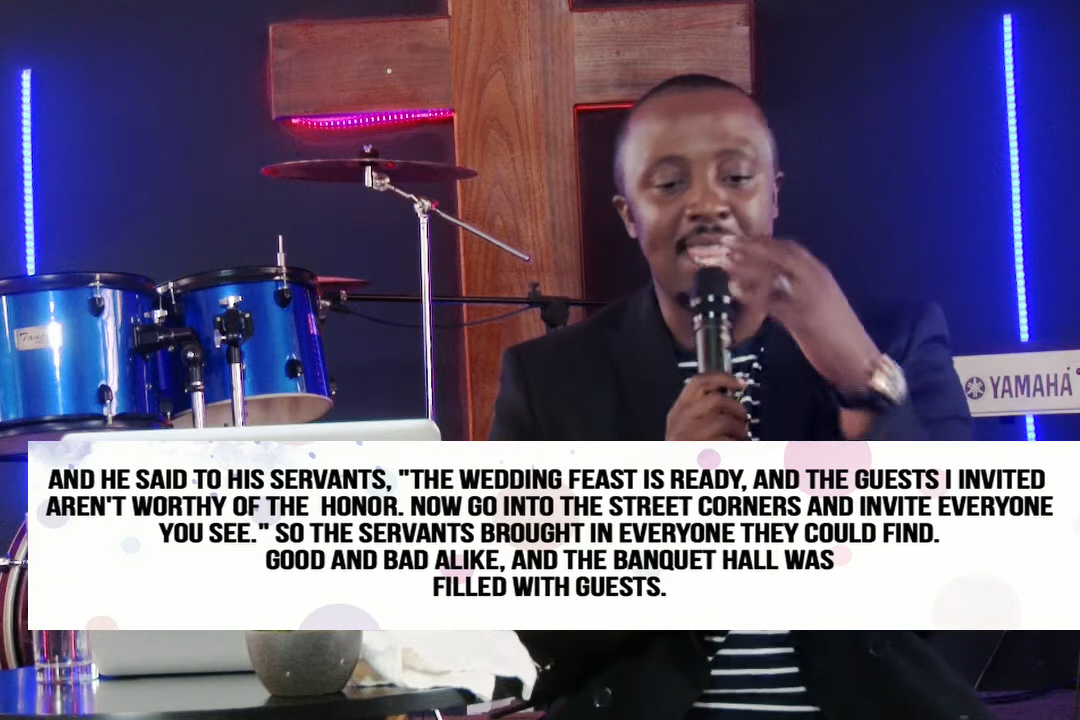 YAMAHA
AND HE SAID TO HIS SERVANTS, "THE WEDDING FEAST IS READY, AND THE GUESTS I INVITED
AREN'T WORTHY OF THE HONOR. NOW GO INTO THE STREET CORNERS AND INVITE EVERYONE
YOU SEE." SO THE SERVANTS BROUGHT IN EVERYONE THEY COULD FIND.
GOOD AND BAD ALIKE, AND THE BANQUET HALL WAS
FILLED WITH GUESTS.